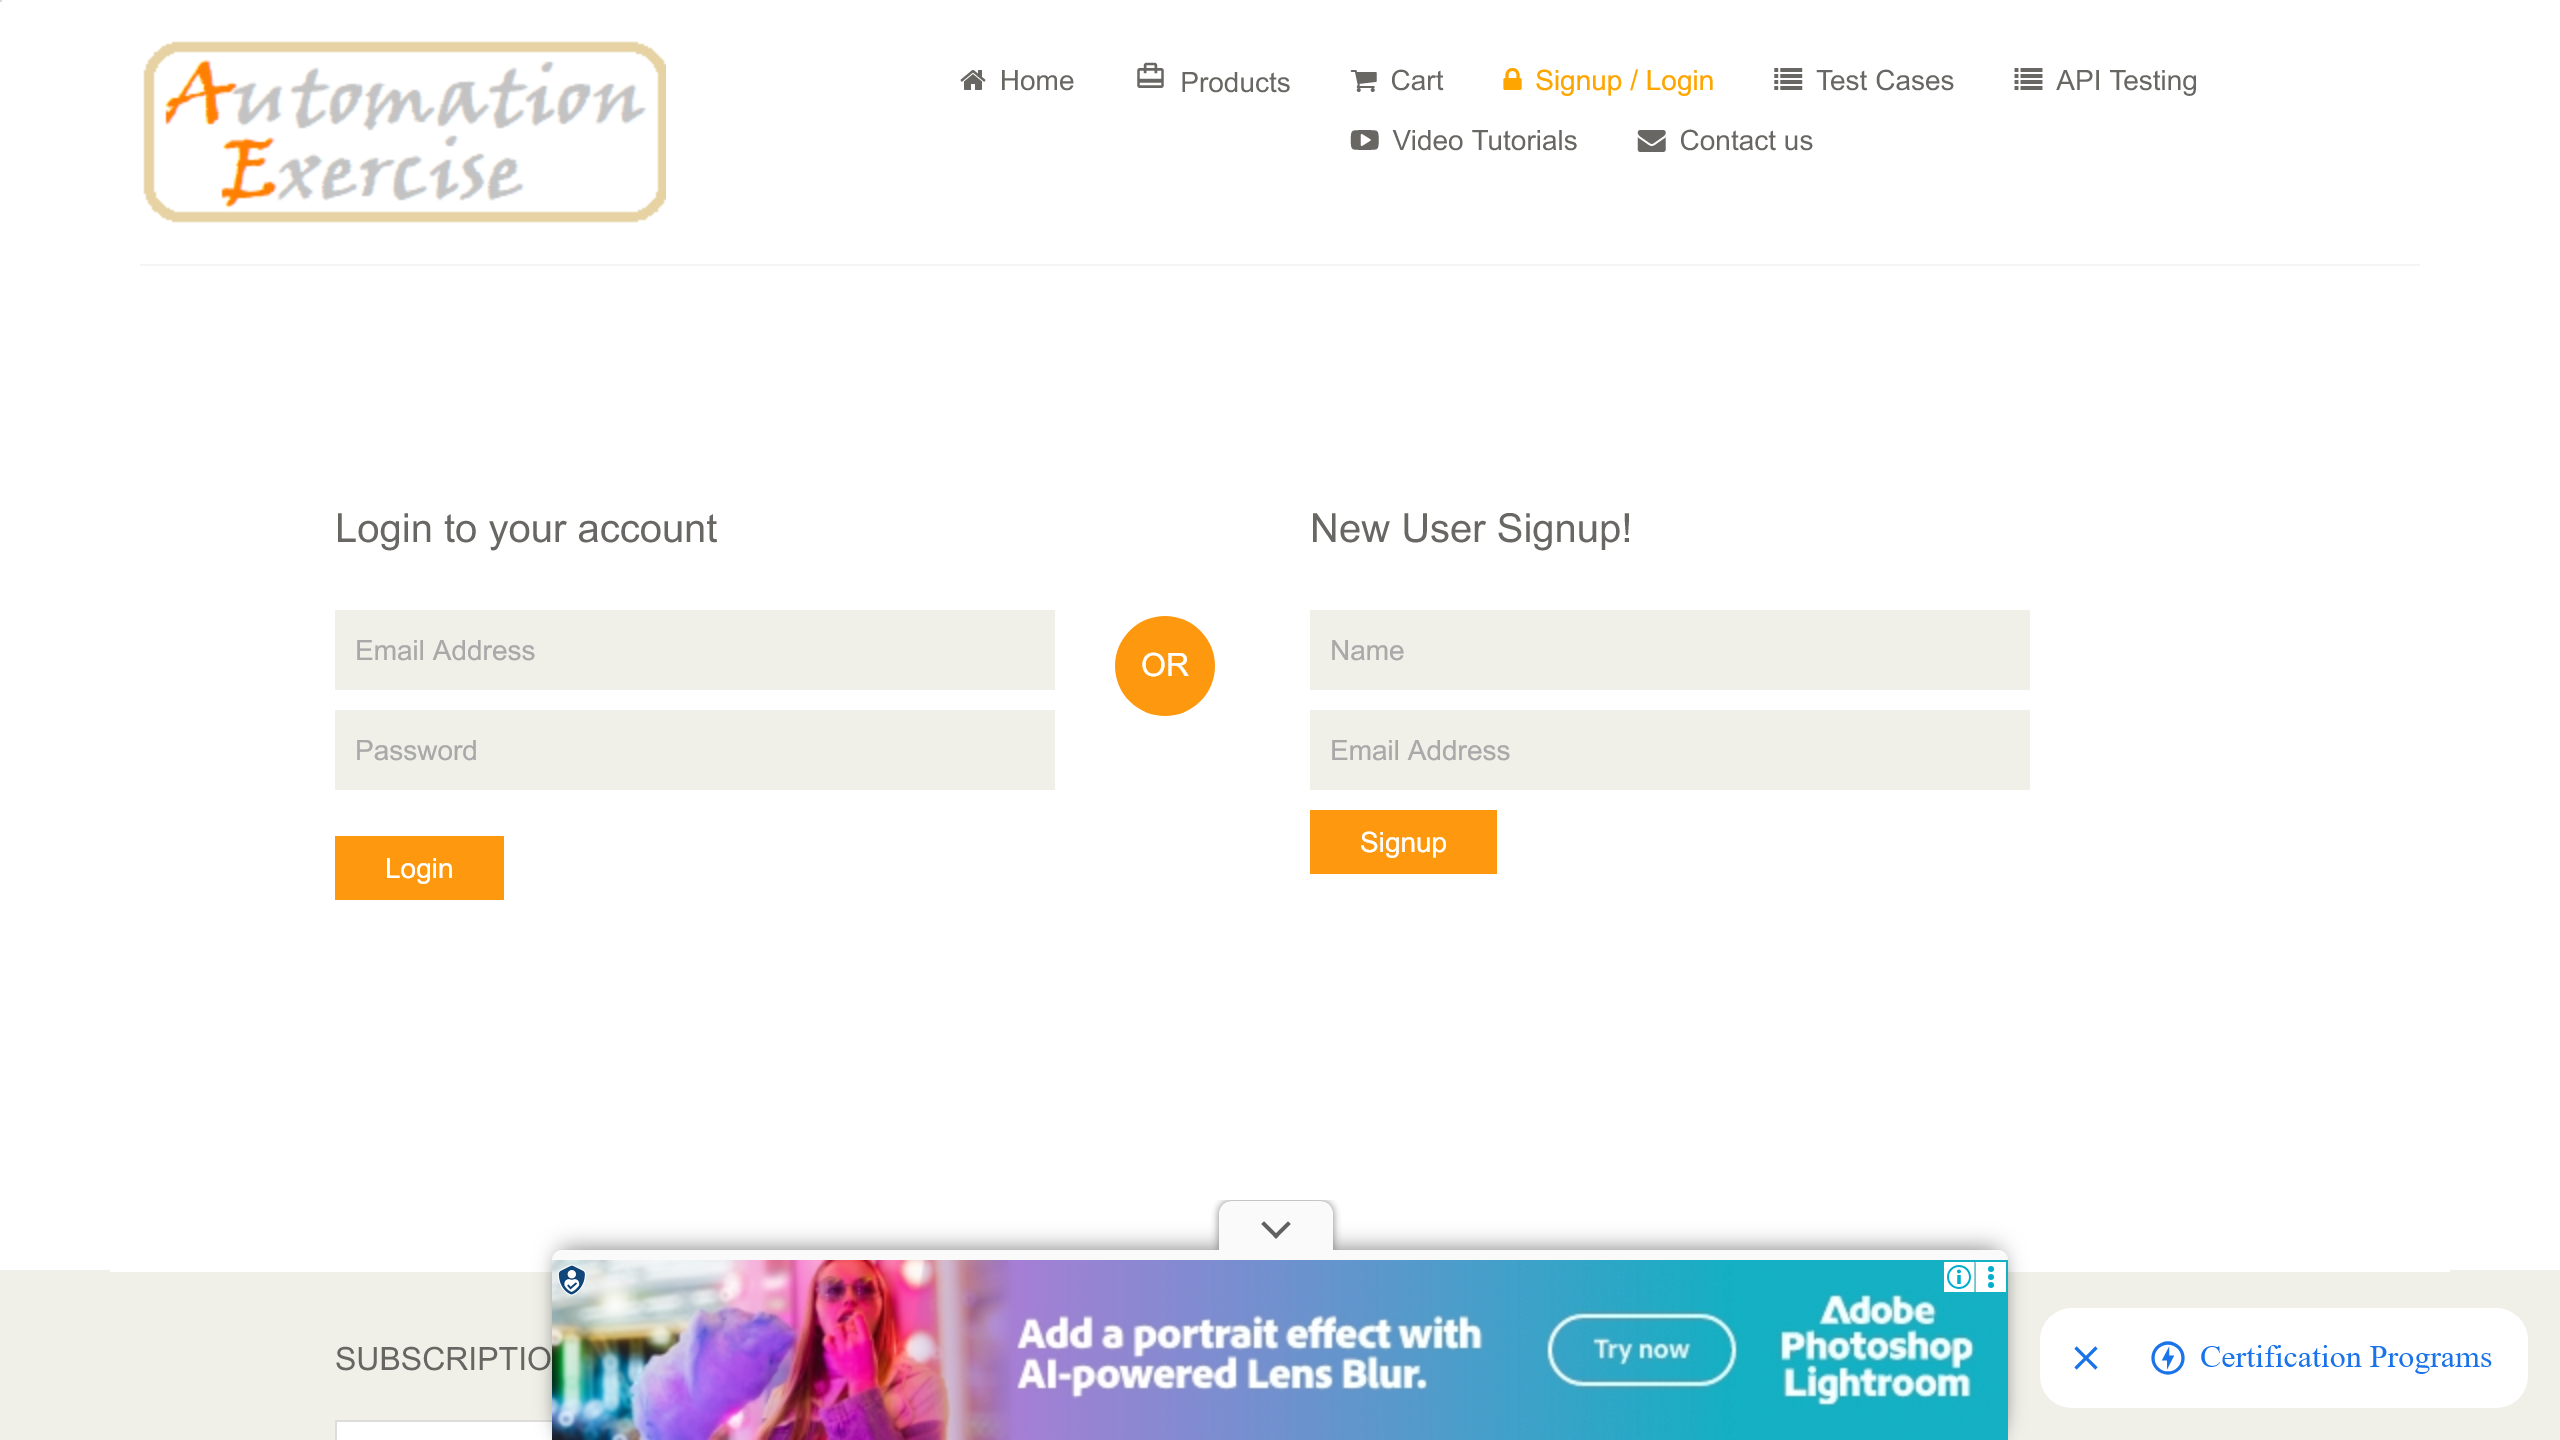 Automation
Exercise
Home
Products
Cart
Signup / Login
Test Cases
API Testing
Video Tutorials
Contact us
Login to your account
New User Signup!
Email Address
Password
Login
OR
Name
Email Address
Signup
SUBSCRIPTIO
Add a portrait effect with
AI-powered Lens Blur.
Try now
Adobe
Photoshop
Lightroom
Certification Programs